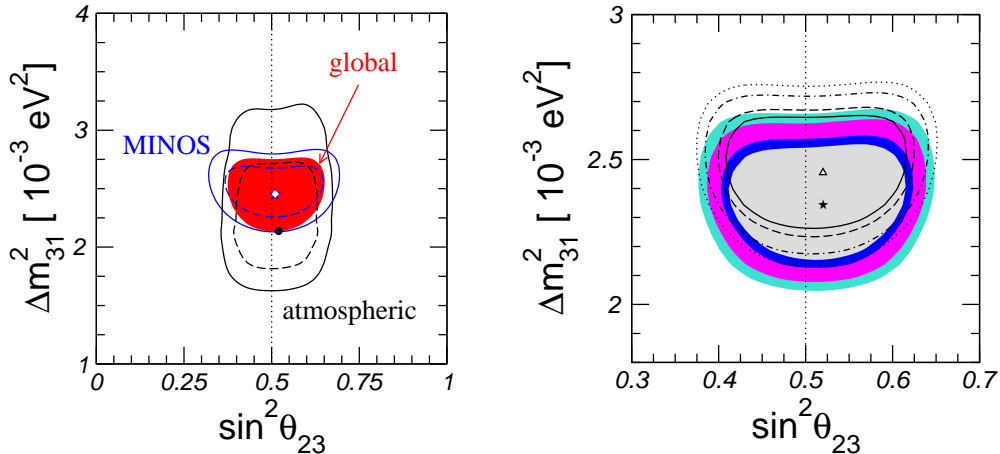 4
3
2
1
0
0.25
0.5
0.75
1
Δm²₃₁ [ 10⁻³ eV²]
sin²θ₂₃
global
MINOS
atmospheric
3
2.5
2
0.3
0.4
0.5
0.6
0.7
Δm²₃₁ [ 10⁻³ eV²]
sin²θ₂₃